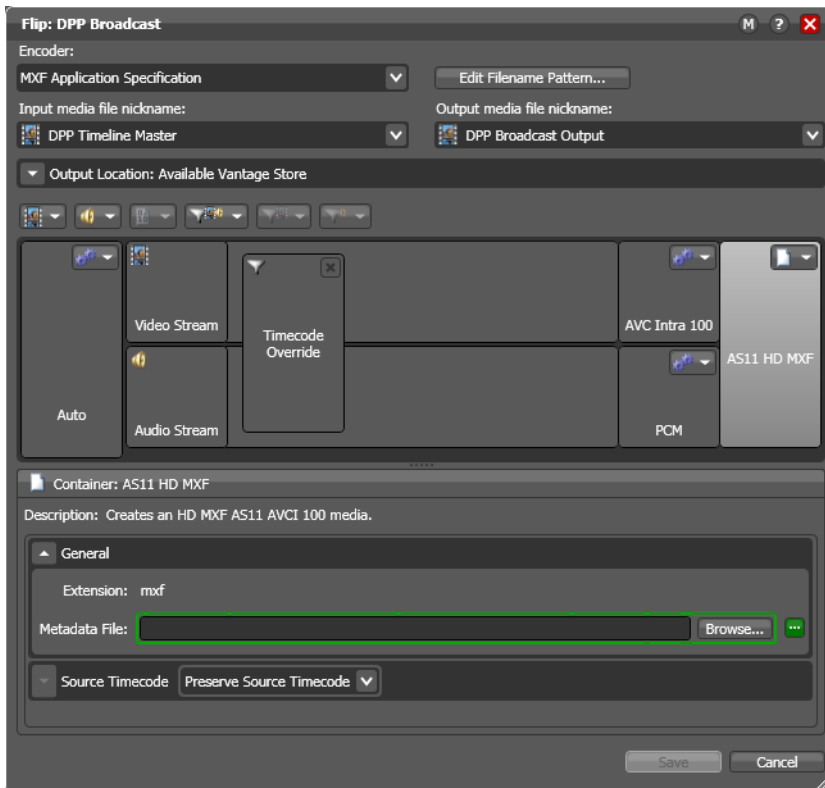 Flip: DPP Broadcast
M ?
Encoder:
MXF Application Specification
Edit Filename Pattern...
Input media file nickname:
Output media file nickname:
DPP Timeline Master
DPP Broadcast Output
Output Location: Available Vantage Store
Video Stream
Timecode
Override
AVC Intra 100
AS11 HD MXF
Auto
Audio Stream
PCM
Container: AS11 HD MXF
Description: Creates an HD MXF AS11 AVCI 100 media.
General
Extension: mxf
Metadata File:
Browse...
Source Timecode
Preserve Source Timecode
Save
Cancel